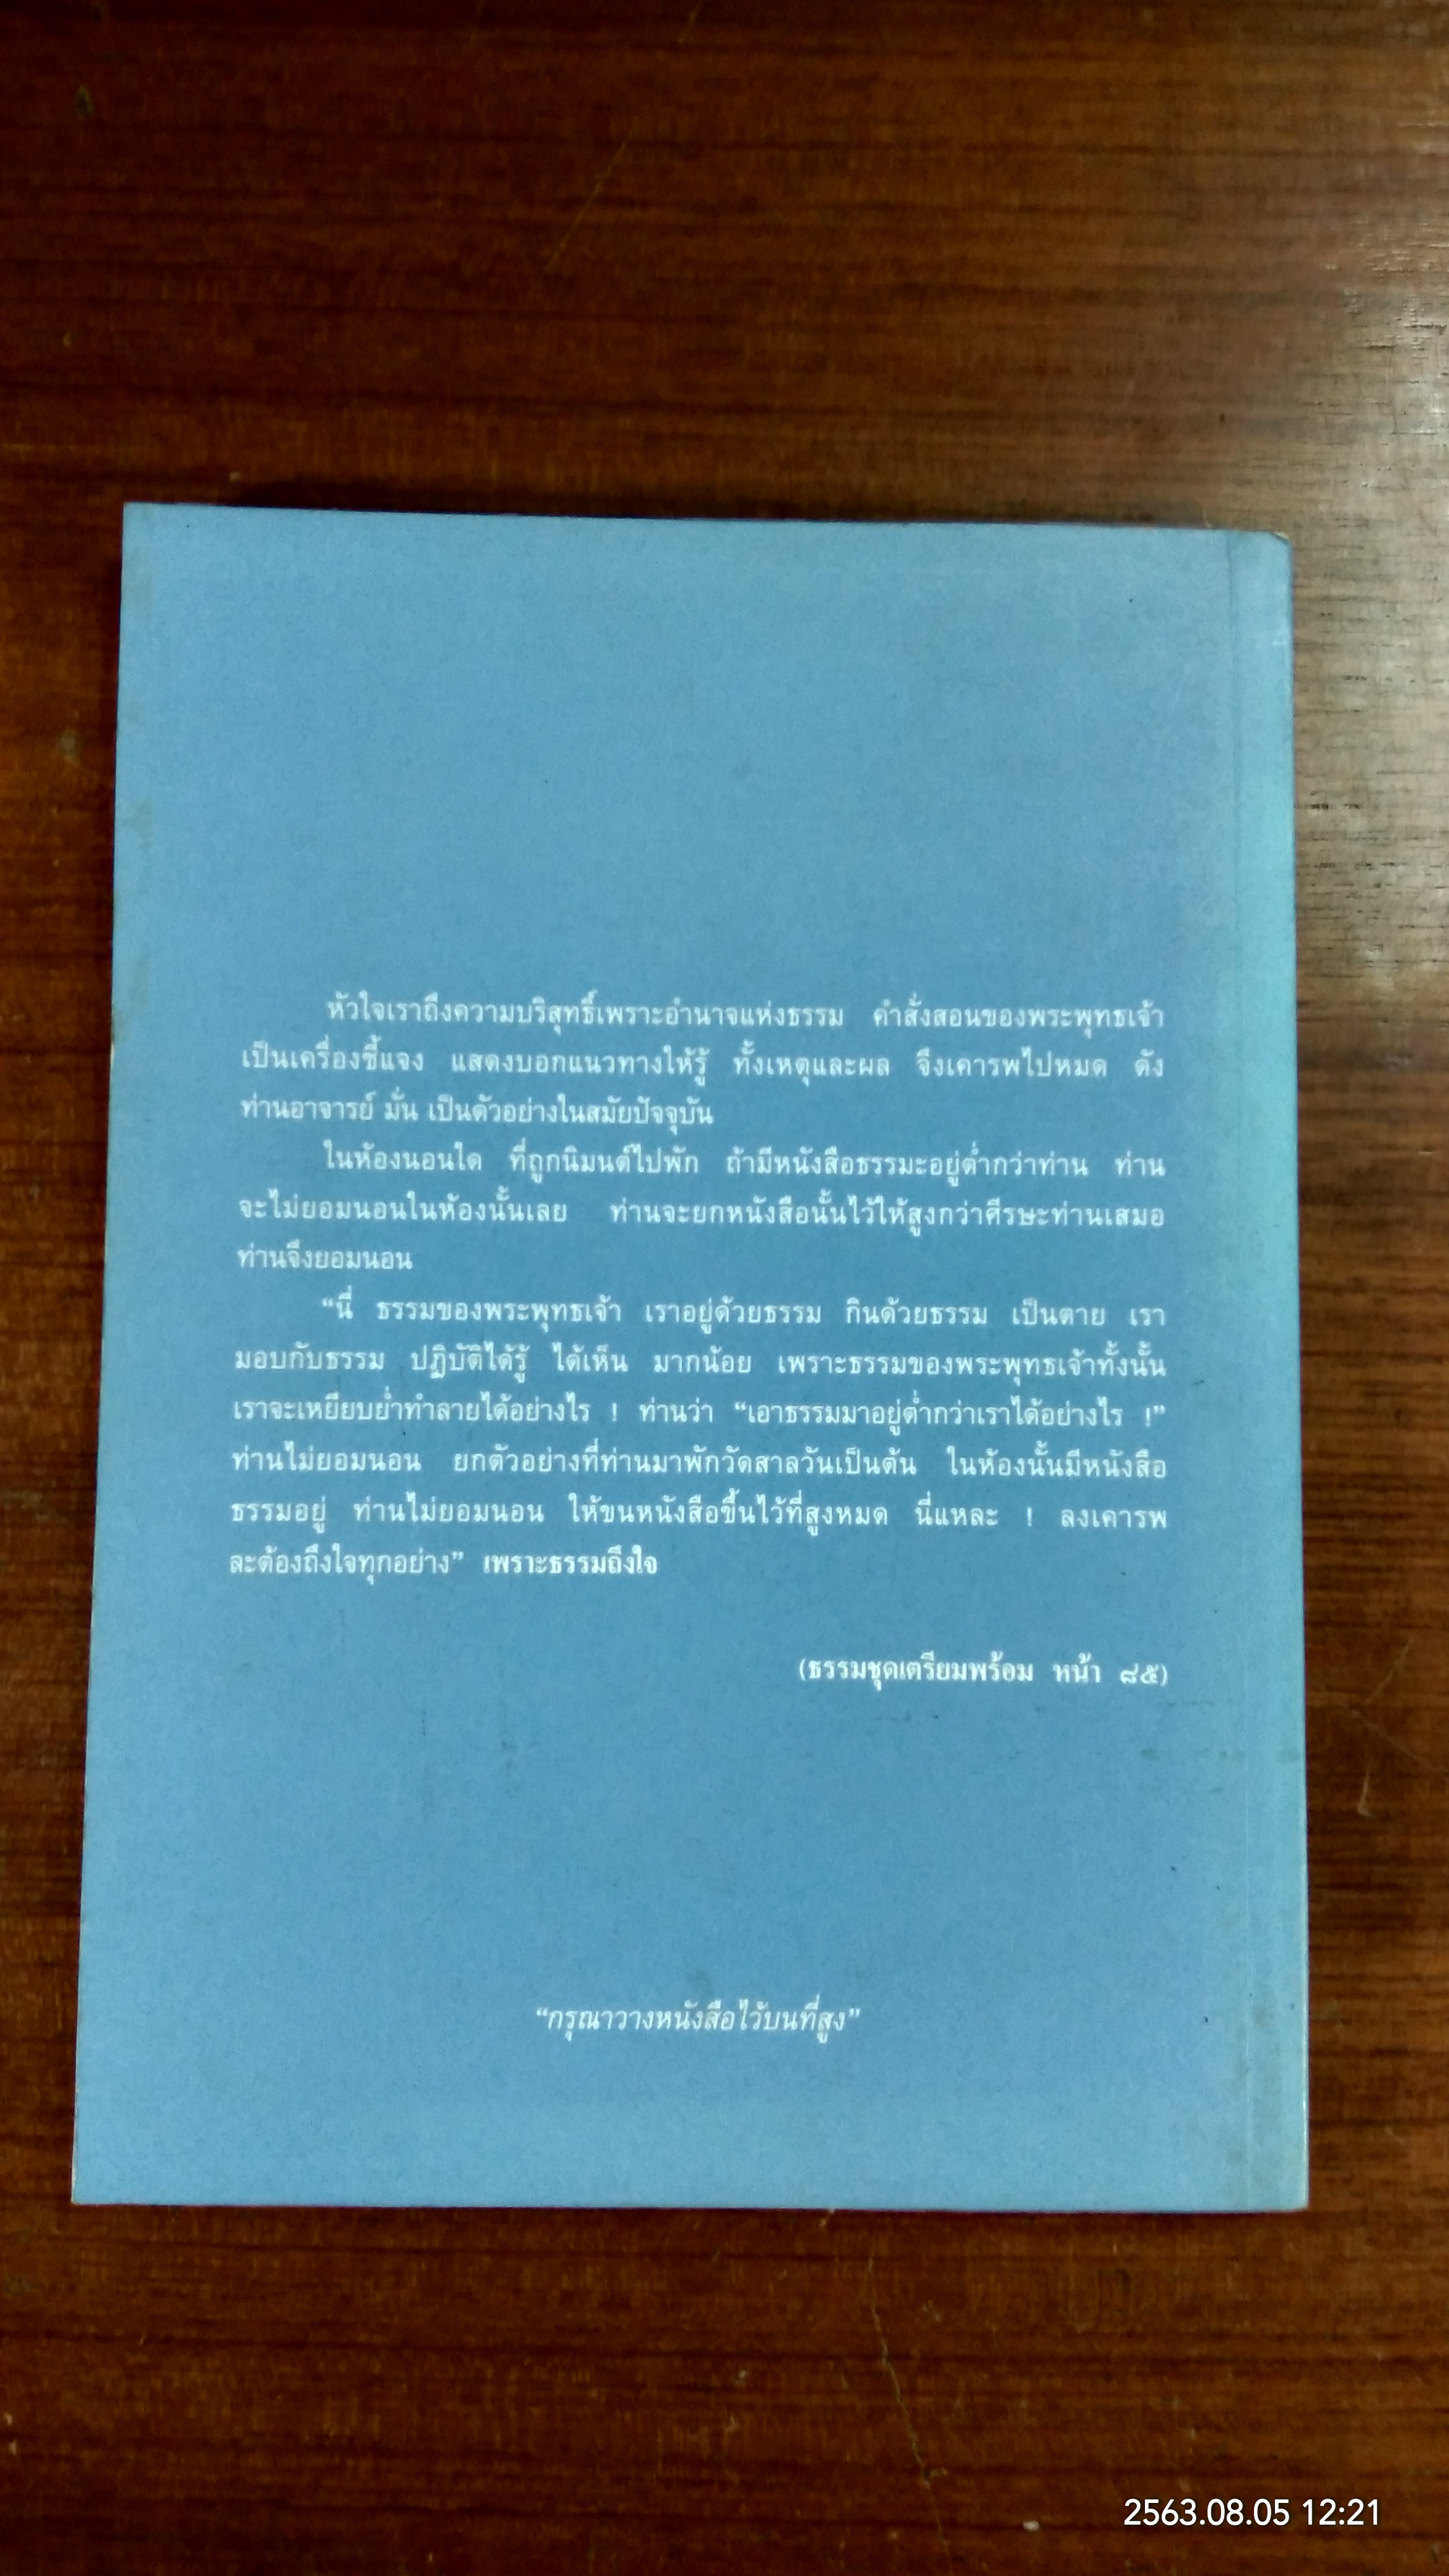 หัวใจเราถึงความบริสุทธิ์เพราะอำนาจแห่งธรรม คำสั่งสอนของพระพุทธเจ้า
เป็นเครื่องชี้แจง แสดงบอกแนวทางให้รู้ ทั้งเหตุและผล จึงเคารพไปหมด ดัง
ท่านอาจารย์ มั่น เป็นตัวอย่างในสมัยปัจจุบัน
ในห้องนอนใด ที่ถูกนิมนต์ไปพัก ถ้ามีหนังสือธรรมะอยู่ต่ำกว่าท่าน ท่าน
จะไม่ยอมนอนในห้องนั้นเลย ท่านจะยกหนังสือนั้นไว้ให้สูงกว่าศีรษะท่านเสมอ
ท่านจึงยอมนอน
“นี่ ธรรมของพระพุทธเจ้า เราอยู่ด้วยธรรม กินด้วยธรรม เป็นตาย เรา
มอบกับธรรม ปฏิบัติได้รู้ ได้เห็น มากน้อย เพราะธรรมของพระพุทธเจ้าทั้งนั้น
เราจะเหยียบย่ำทำลายได้อย่างไร ! ท่านว่า “เอาธรรมมาอยู่ต่ำกว่าเราได้อย่างไร !”
ท่านไม่ยอมนอน ยกตัวอย่างที่ท่านมาพักวัดสาลวันเป็นต้น ในห้องนั้นมีหนังสือ
ธรรมอยู่ ท่านไม่ยอมนอน ให้ขนหนังสือขึ้นไว้ที่สูงหมด นี่แหละ ! ลงเคารพ
ละต้องถึงใจทุกอย่าง” เพราะธรรมถึงใจ
(ธรรมชุดเตรียมพร้อม หน้า ๘๕)
“กรุณาวางหนังสือไว้บนที่สูง”
2563.08.05 12:21